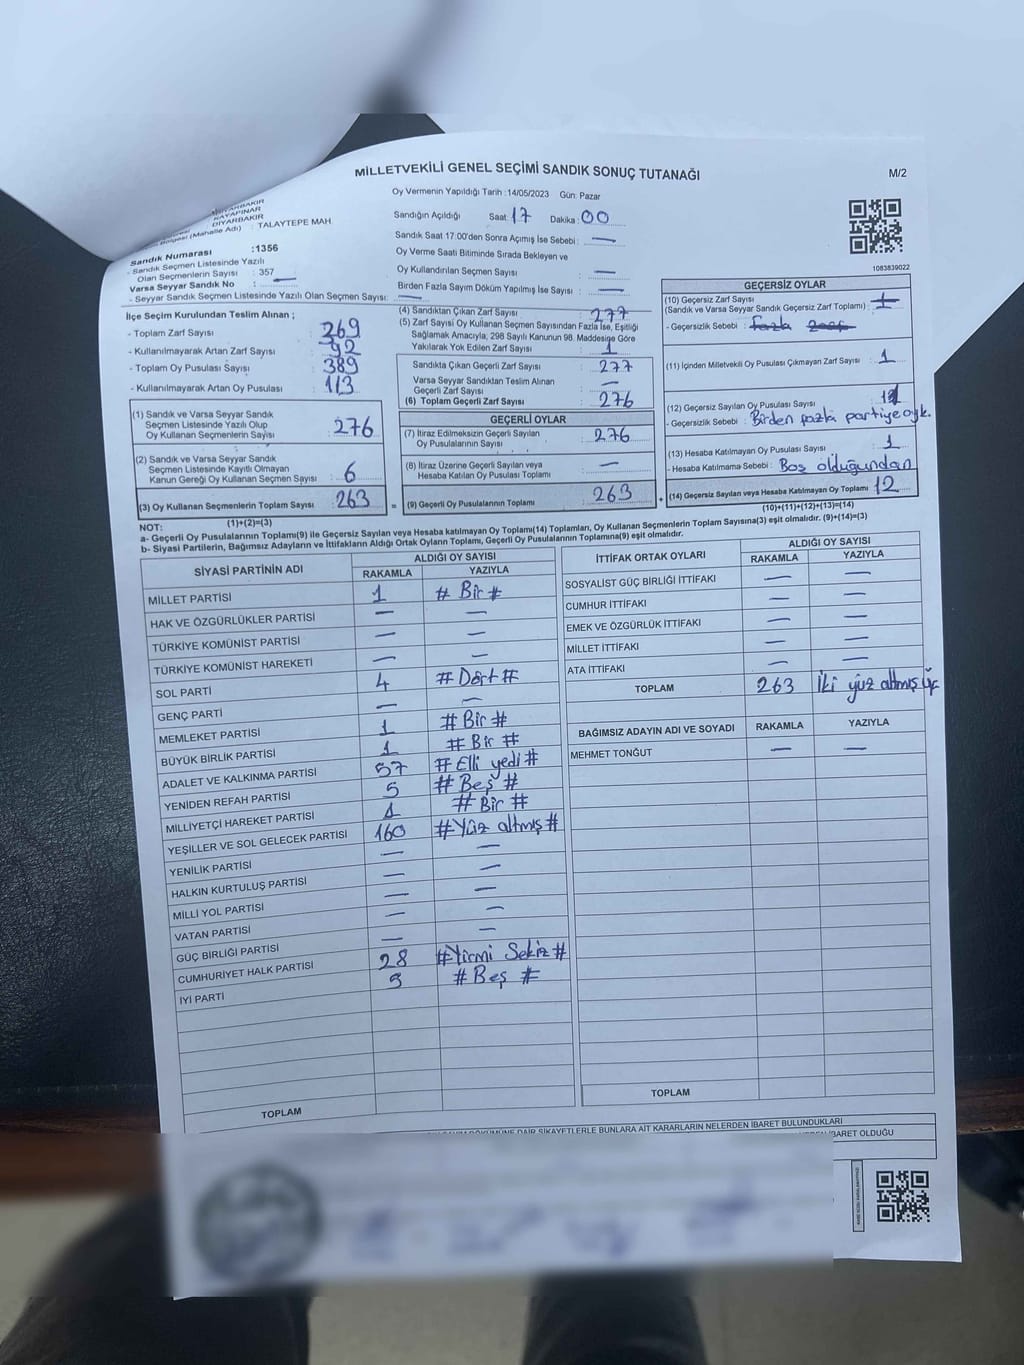 MİLLETVEKİLİ GENEL SEÇİMİ SANDIK SONUÇ TUTANAĞI
M/2
Oy Vermenin Yapıldığı Tarih : 14/05/2023 Gün: Pazar
DİYARBAKIR
KAYAPINAR
DİYARBAKIR
Bölgesi (Mahalle Adı) : TALAYTEPE MAH.
Sandık Numarası :1356
- Sandık Seçmen Listesinde Yazılı
Olan Seçmenlerin Sayısı : 357
Varsa Seyyar Sandık No : —
- Seyyar Sandık Seçmen Listesinde Yazılı Olan Seçmen Sayısı: —
Sandığın Açıldığı Saat 17 Dakika : 00
Sandık Saat 17:00'den Sonra Açımış İse Sebebi : —
Oy Verme Saati Bitiminde Sırada Bekleyen ve
Oy Kullandırılan Seçmen Sayısı : —
Birden Fazla Sayım Döküm Yapılmış İse Sayısı : —
1083839022
İlçe Seçim Kurulundan Teslim Alınan ;
- Toplam Zarf Sayısı : 369
- Kullanılmayarak Artan Zarf Sayısı : 92
- Toplam Oy Pusulası Sayısı : 389
- Kullanılmayarak Artan Oy Pusulası : 113
(1) Sandık ve Varsa Seyyar Sandık
Seçmen Listesinde Yazılı Olup
Oy Kullanan Seçmenlerin Sayısı : 276
(2) Sandık ve Varsa Seyyar Sandık
Seçmen Listesinde Kayıtlı Olmayan
Kanun Gereği Oy Kullanan Seçmen Sayısı : 6
(3) Oy Kullanan Seçmenlerin Toplam Sayısı : 263
(1)+(2)=(3)
(4) Sandıktan Çıkan Zarf Sayısı : 277
(5) Zarf Sayısı Oy Kullanan Seçmen Sayısından Fazla İse, Eşitliği
Sağlamak Amacıyla, 298 Sayılı Kanunun 98. Maddesine Göre
Yakılarak Yok Edilen Zarf Sayısı : 1
Sandıkta Çıkan Geçerli Zarf Sayısı : 277
Varsa Seyyar Sandıktan Teslim Alınan
Geçerli Zarf Sayısı : —
(6) Toplam Geçerli Zarf Sayısı : 276
GEÇERLİ OYLAR
(7) İtiraz Edilmeksizin Geçerli Sayılan
Oy Pusulalarının Sayısı : 276
(8) İtiraz Üzerine Geçerli Sayılan veya
Hesaba Katılan Oy Pusulası Toplamı : —
= (9) Geçerli Oy Pusulalarının Toplamı : 263
GEÇERSİZ OYLAR
(10) Geçersiz Zarf Sayısı
(Sandık ve Varsa Seyyar Sandık Geçersiz Zarf Toplamı) : 1
- Geçersizlik Sebebi : Fazla Zarf
(11) İçinden Milletvekili Oy Pusulası Çıkmayan Zarf Sayısı : 1
(12) Geçersiz Sayılan Oy Pusulası Sayısı :
- Geçersizlik Sebebi : Birden fazla partiye oyk.
(13) Hesaba Katılmayan Oy Pusulası Sayısı : 1
- Hesaba Katılmama Sebebi : Boş olduğundan
+ (14) Geçersiz Sayılan veya Hesaba Katılmayan Oy Toplamı : 12
(10)+(11)+(12)+(13)=(14)
NOT:
a- Geçerli Oy Pusulaların Toplamı(9) ile Geçersiz Sayılan veya Hesaba katılmayan Oy Toplamı(14) Toplamları, Oy Kullanan Seçmenlerin Toplam Sayısına(3) eşit olmalıdır. (9)+(14)=(3)
b- Siyasi Partilerin, Bağımsız Adayların ve İttifakların Aldığı Ortak Oyların Toplamı, Geçerli Oy Pusulalarının Toplamına(9) eşit olmalıdır.
SİYASİ PARTİNİN ADI
ALDIĞI OY SAYISI
RAKAMLA YAZIYLA
MİLLET PARTİSİ 1 # Bir #
HAK VE ÖZGÜRLÜKLER PARTİSİ — —
TÜRKİYE KOMÜNİST PARTİSİ — —
TÜRKİYE KOMÜNİST HAREKETİ — —
SOL PARTİ 4 # Dört #
GENÇ PARTİ — —
MEMLEKET PARTİSİ 1 # Bir #
BÜYÜK BİRLİK PARTİSİ 1 # Bir #
ADALET VE KALKINMA PARTİSİ 57 # Elli yedi #
YENİDEN REFAH PARTİSİ 5 # Beş #
MİLLİYETÇİ HAREKET PARTİSİ 1 # Bir #
YEŞİLLER VE SOL GELECEK PARTİSİ 160 # Yüz altmış #
YENİLİK PARTİSİ — —
HALKIN KURTULUŞ PARTİSİ — —
MİLLİ YOL PARTİSİ — —
VATAN PARTİSİ — —
GÜÇ BİRLİĞİ PARTİSİ — —
CUMHURİYET HALK PARTİSİ 28 # Yirmi Sekiz #
İYİ PARTİ 5 # Beş #
TOPLAM
İTTİFAK ORTAK OYLARI
ALDIĞI OY SAYISI
RAKAMLA YAZIYLA
SOSYALİST GÜÇ BİRLİĞİ İTTİFAKI — —
CUMHUR İTTİFAKI — —
EMEK VE ÖZGÜRLÜK İTTİFAKI — —
MİLLET İTTİFAKI — —
ATA İTTİFAKI — —
TOPLAM 263 İki yüz altmış üç
BAĞIMSIZ ADAYIN ADI VE SOYADI RAKAMLA YAZIYLA
MEHMET TONĞUT — —
TOPLAM
SAYIM DÖKÜMÜNE DAİR ŞİKAYETLERLE BUNLARA AİT KARARLARIN NELERDEN İBARET BULUNDUKLARI
İBARET OLDUĞU